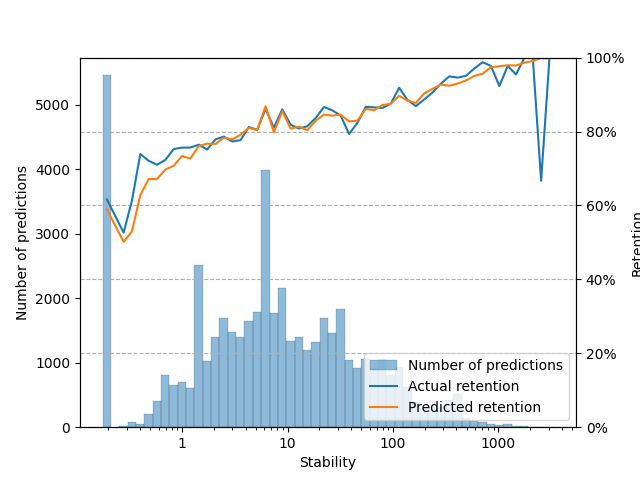 Number of predictions
5000
4000
3000
2000
1000
0
100%
80%
60%
40%
20%
0%
Retention
Number of predictions
Actual retention
Predicted retention
1
10
100
1000
Stability